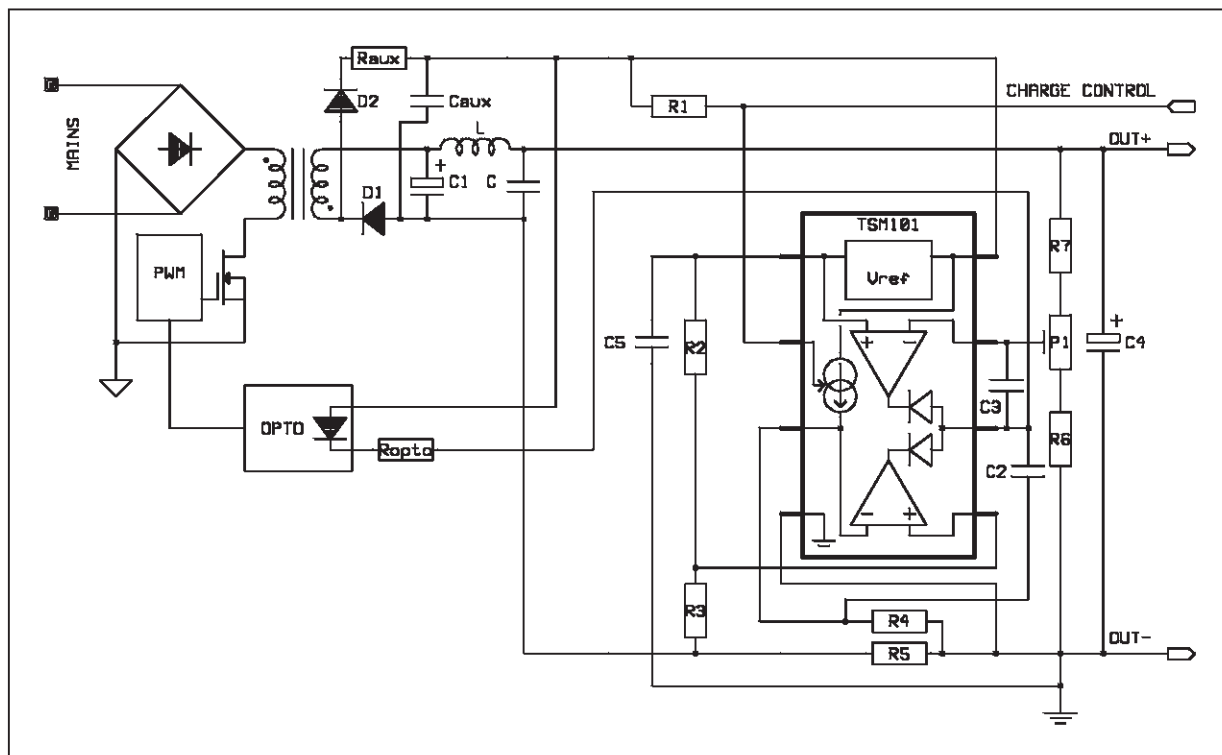 Raux
D2
Caux
R1
CHARGE CONTROL
MAINS
L
OUT+
+
C1
C
D1
TSM101
R7
PWM
Vref
C5
R2
+
−
P1
+
C4
C3
OPTO
R6
Ropto
C2
−
+
R3
R4
R5
OUT-